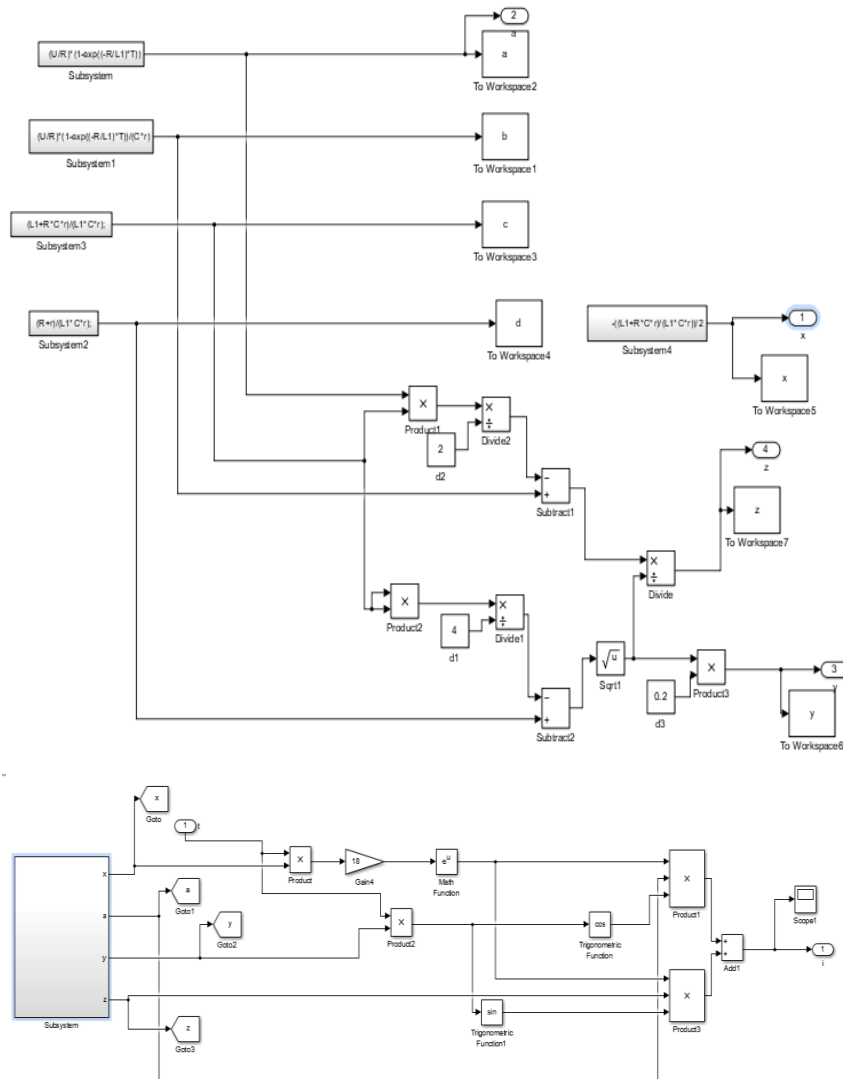 2
a
(U/R)*(1-exp((-R/L1)*T))
Subsystem
a
To Workspace2
(U/R)*(1-exp((-R/L1)*T))/(C*r)
Subsystem1
b
To Workspace1
(L1+R*C*r)/(L1*C*r);
Subsystem3
c
To Workspace3
(R+r)/(L1*C*r);
Subsystem2
d
To Workspace4
-((L1+R*C*r)/(L1*C*r))/2
Subsystem4
1
x
x
To Workspace5
×
Product1
×
÷
Divide2
2
d2
−
+
Subtract1
4
z
z
To Workspace7
×
÷
Divide
×
Product2
×
÷
Divide1
4
d1
−
+
Subtract2
√u
Sqrt1
0.2
d3
×
Product3
3
y
y
To Workspace6
x
Goto
1
t
×
Product
18
Gain4
e^u
Math
Function
x
a
y
z
Subsystem
a
Goto1
y
Goto2
z
Goto3
×
Product2
cos
Trigonometric
Function
sin
Trigonometric
Function1
×
Product1
×
Product3
+
+
Add1
Scope1
1
i